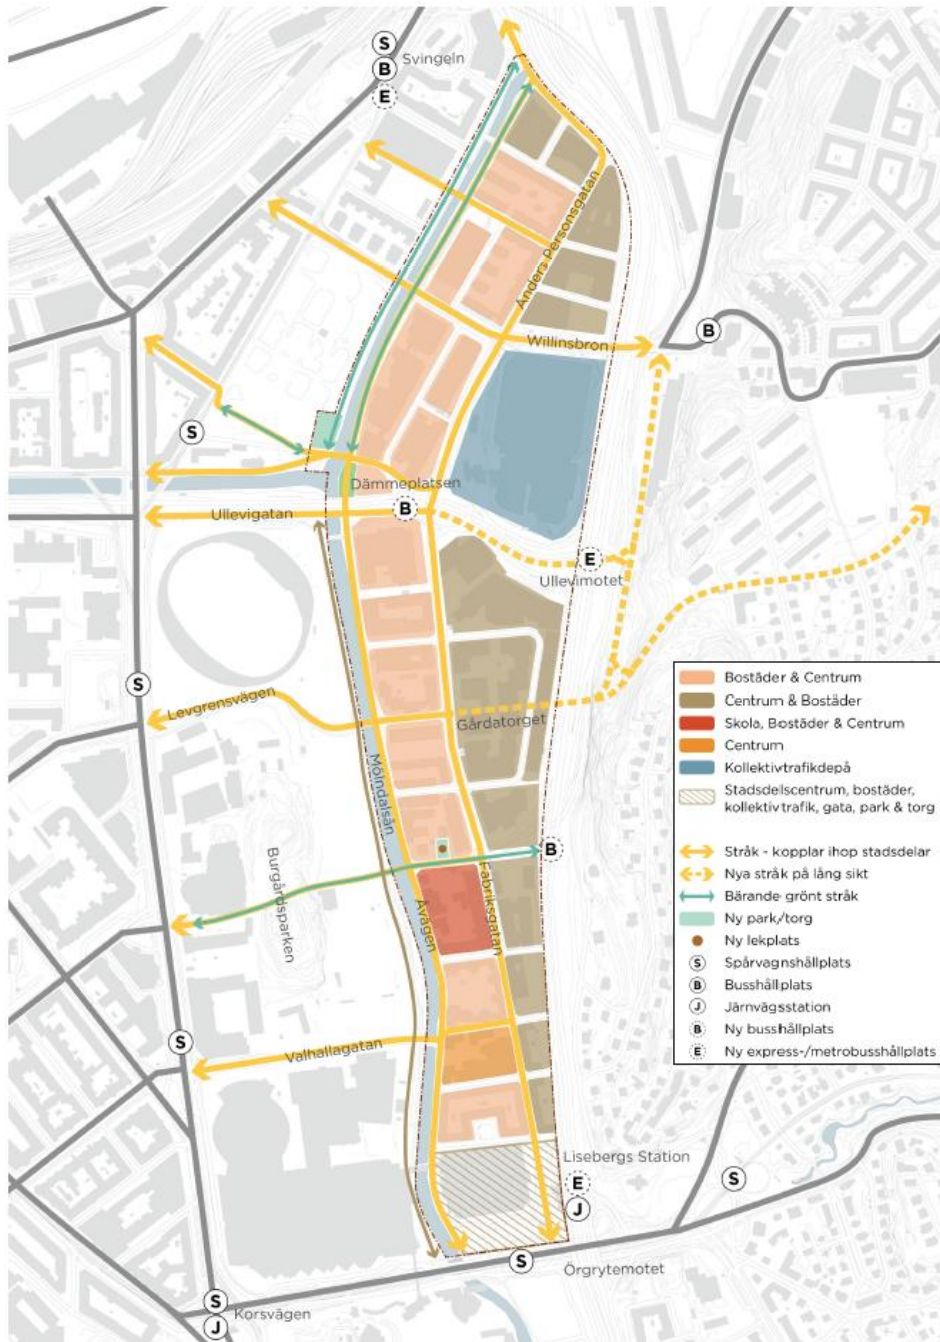 S
Svingeln
B
E
Anders Personsgatan
Willinsbron
B
S
Dämmeplatsen
Ullevigatan
B
E
Ullevimotet
S
Levgrensvägen
Gårdatorget
Mölndalsån
Burgårdsparken
B
Fabriksgatan
Åvägen
S
Valhallagatan
Lisebergs Station
E
J
S
S
Örgrytemotet
S
Korsvägen
J
Bostäder & Centrum
Centrum & Bostäder
Skola, Bostäder & Centrum
Centrum
Kollektivtrafikdepå
Stadsdelscentrum, bostäder,
kollektivtrafik, gata, park & torg
Stråk - kopplar ihop stadsdelar
Nya stråk på lång sikt
Bärande grönt stråk
Ny park/torg
Ny lekplats
S Spårvagnshållplats
B Busshållplats
J Järnvägsstation
B Ny busshållplats
E Ny express-/metrobusshållplats